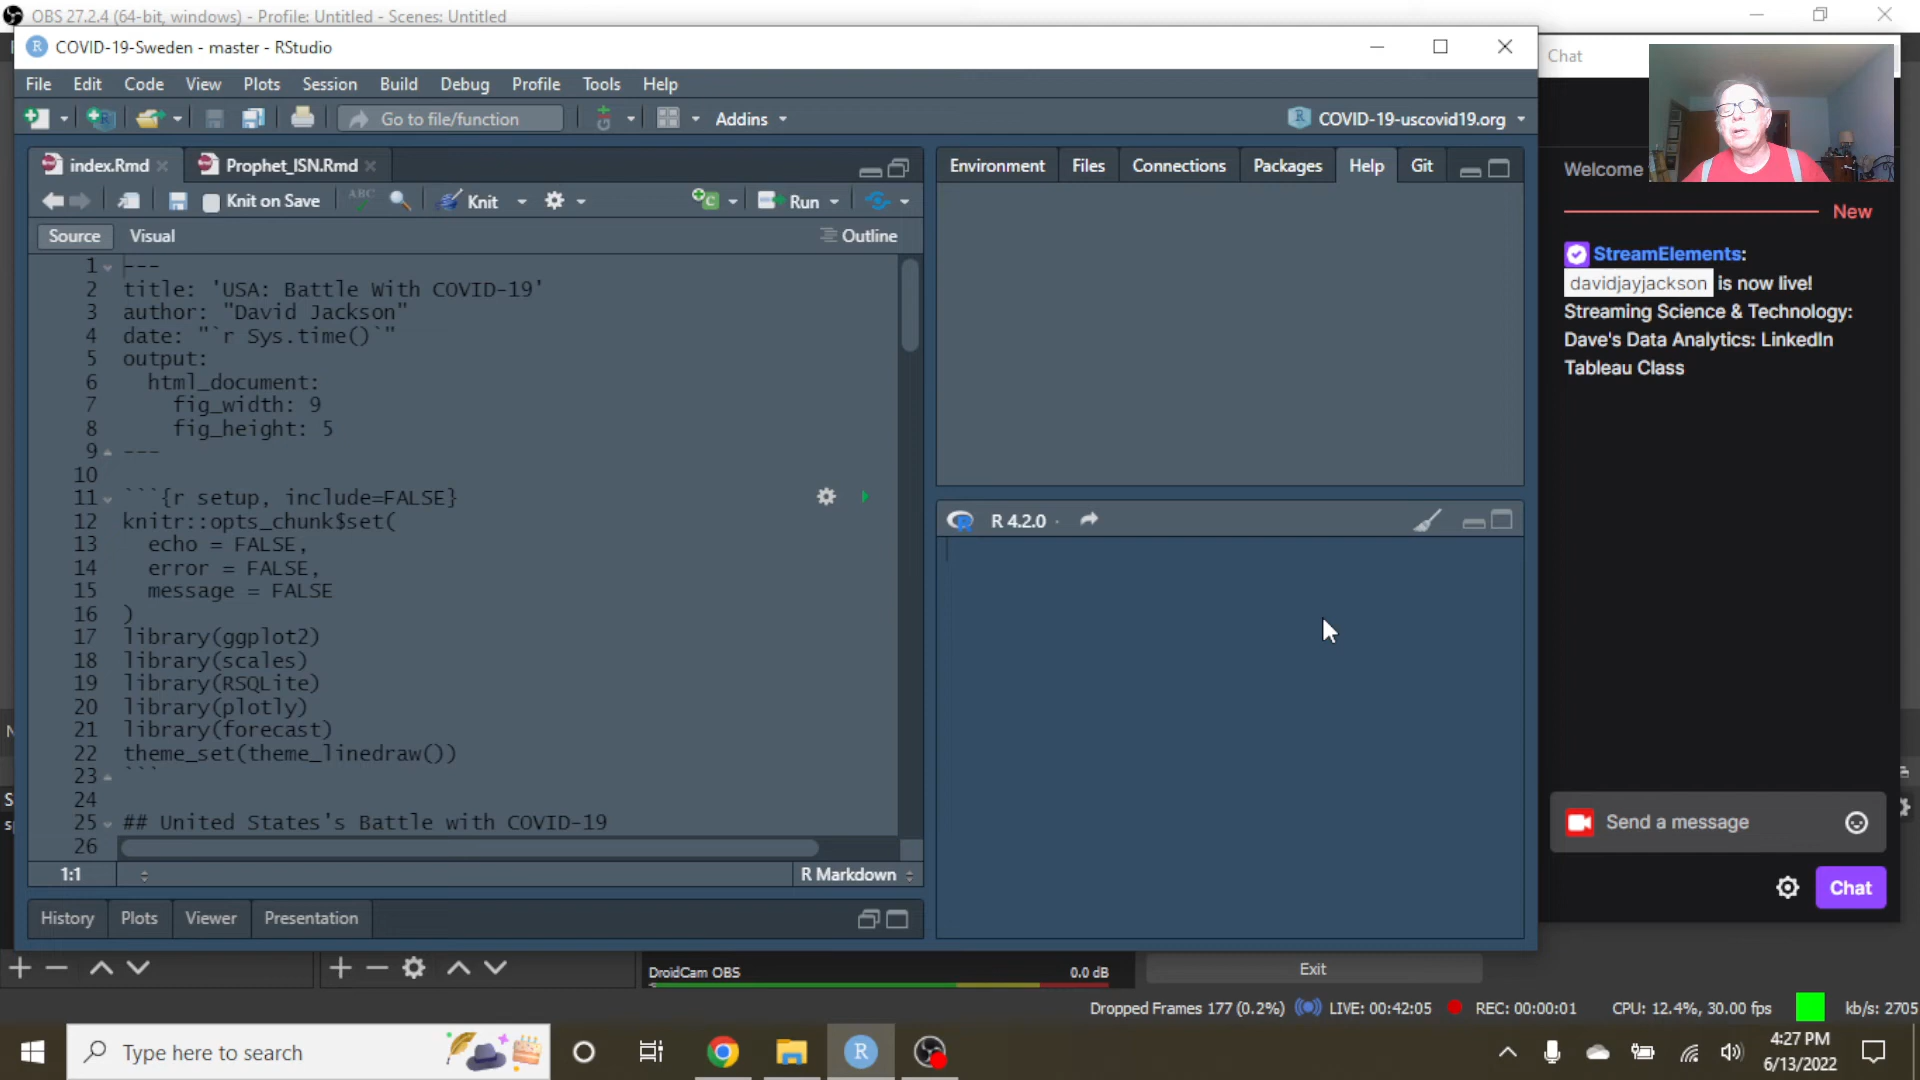 OBS 27.2.4 (64-bit, windows) - Profile: Untitled - Scenes: Untitled
COVID-19-Sweden - master - RStudio
File Edit Code View Plots Session Build Debug Profile Tools Help
Go to file/function
Addins
COVID-19-uscovid19.org
index.Rmd
Prophet_ISN.Rmd
Knit on Save
ABC
Knit
Run
Source
Visual
Outline
1 ---
2 title: 'USA: Battle With COVID-19'
3 author: "David Jackson"
4 date: "`r Sys.time()`"
5 output:
6 html_document:
7 fig_width: 9
8 fig_height: 5
9 ---
10
11 ```{r setup, include=FALSE}
12 knitr::opts_chunk$set(
13 echo = FALSE,
14 error = FALSE,
15 message = FALSE
16 )
17 library(ggplot2)
18 library(scales)
19 library(RSQLite)
20 library(plotly)
21 library(forecast)
22 theme_set(theme_linedraw())
23 ```
24
25 ## United States's Battle with COVID-19
26
1:1
R Markdown
History Plots Viewer Presentation
Environment Files Connections Packages Help Git
R 4.2.0
Chat
Welcome
New
StreamElements:
davidjayjackson is now live!
Streaming Science & Technology:
Dave's Data Analytics: LinkedIn
Tableau Class
Send a message
Chat
DroidCam OBS
0.0 dB
Exit
Dropped Frames 177 (0.2%) LIVE: 00:42:05 REC: 00:00:01 CPU: 12.4%, 30.00 fps kb/s: 2705
Type here to search
4:27 PM
6/13/2022